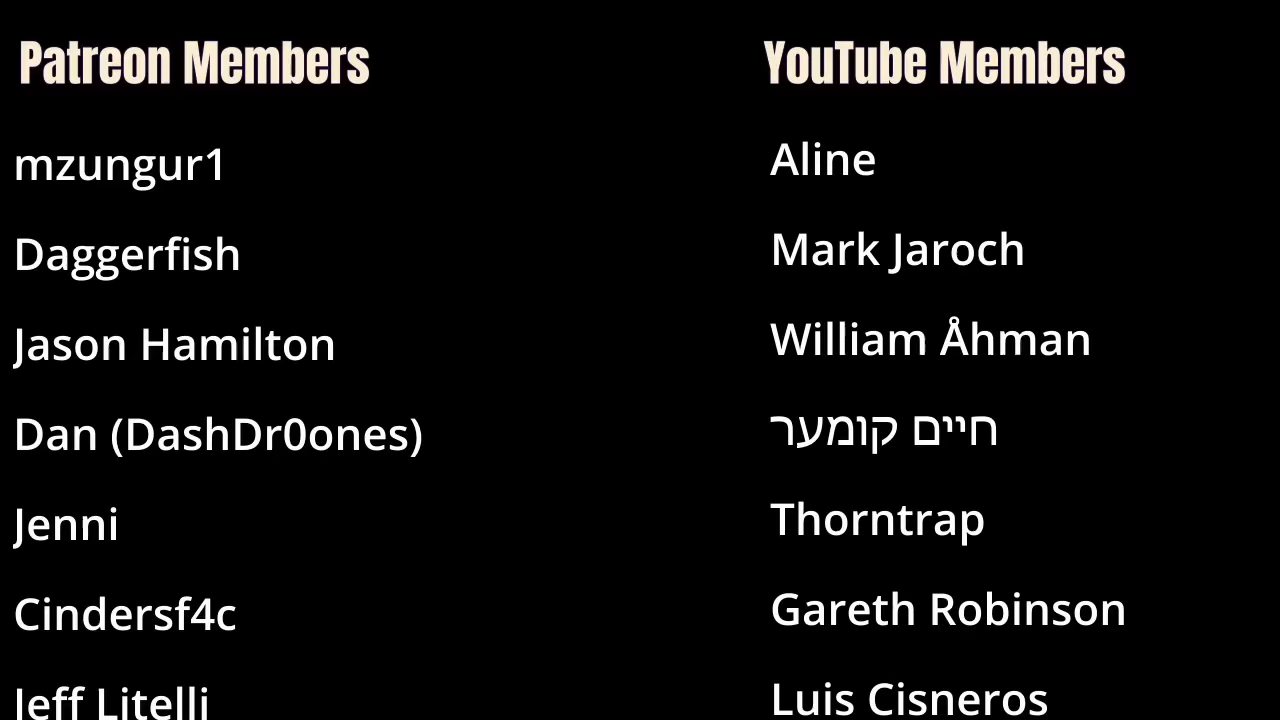 Patreon Members
mzungur1
Daggerfish
Jason Hamilton
Dan (DashDr0ones)
Jenni
Cindersf4c
Jeff Litelli
YouTube Members
Aline
Mark Jaroch
William Åhman
חיים קומער
Thorntrap
Gareth Robinson
Luis Cisneros